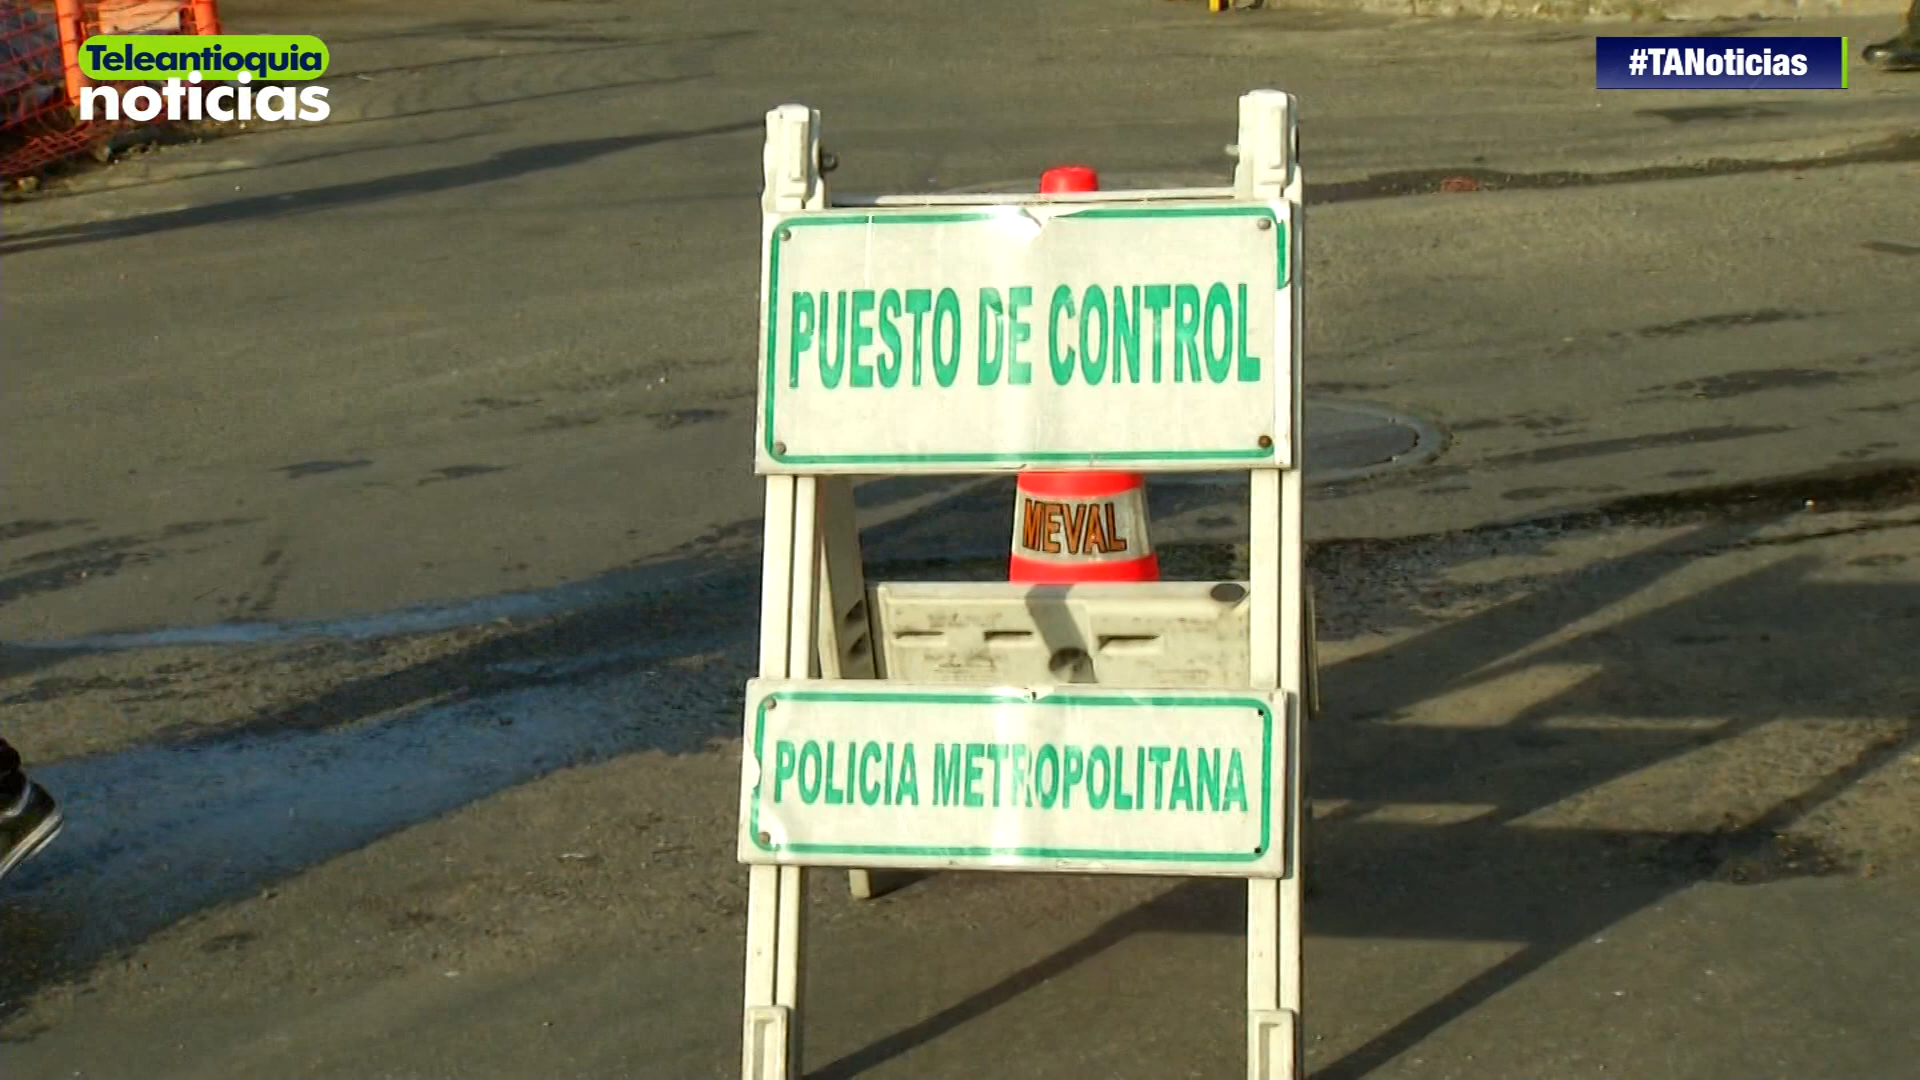 Teleantioquia
noticias
#TANoticias
PUESTO DE CONTROL
MEVAL
POLICIA METROPOLITANA